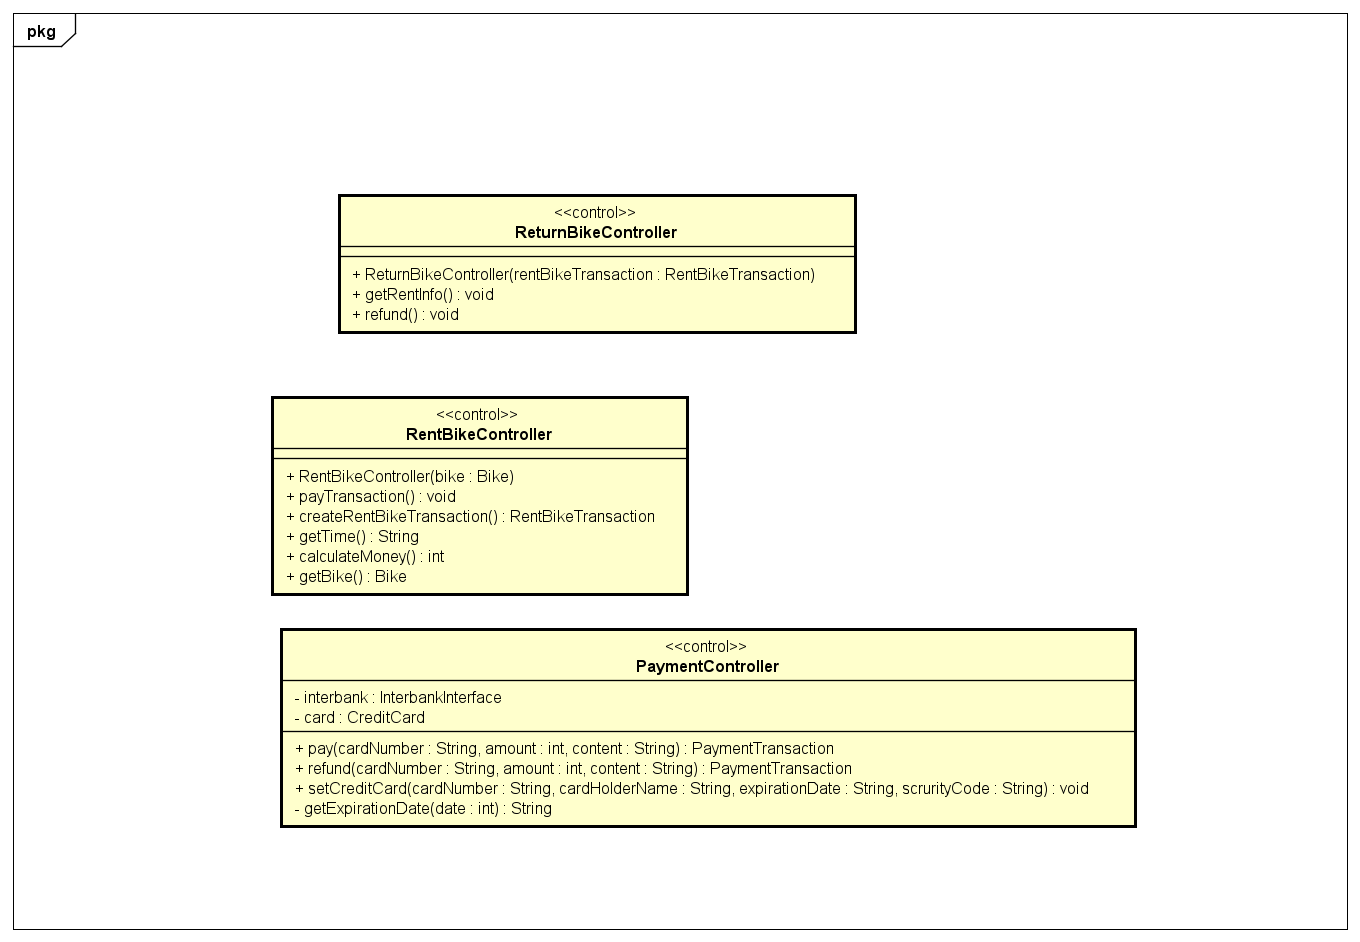 pkg
<<control>>
ReturnBikeController
+ ReturnBikeController(rentBikeTransaction : RentBikeTransaction)
+ getRentInfo() : void
+ refund() : void
<<control>>
RentBikeController
+ RentBikeController(bike : Bike)
+ payTransaction() : void
+ createRentBikeTransaction() : RentBikeTransaction
+ getTime() : String
+ calculateMoney() : int
+ getBike() : Bike
<<control>>
PaymentController
- interbank : InterbankInterface
- card : CreditCard
+ pay(cardNumber : String, amount : int, content : String) : PaymentTransaction
+ refund(cardNumber : String, amount : int, content : String) : PaymentTransaction
+ setCreditCard(cardNumber : String, cardHolderName : String, expirationDate : String, scrurityCode : String) : void
- getExpirationDate(date : int) : String